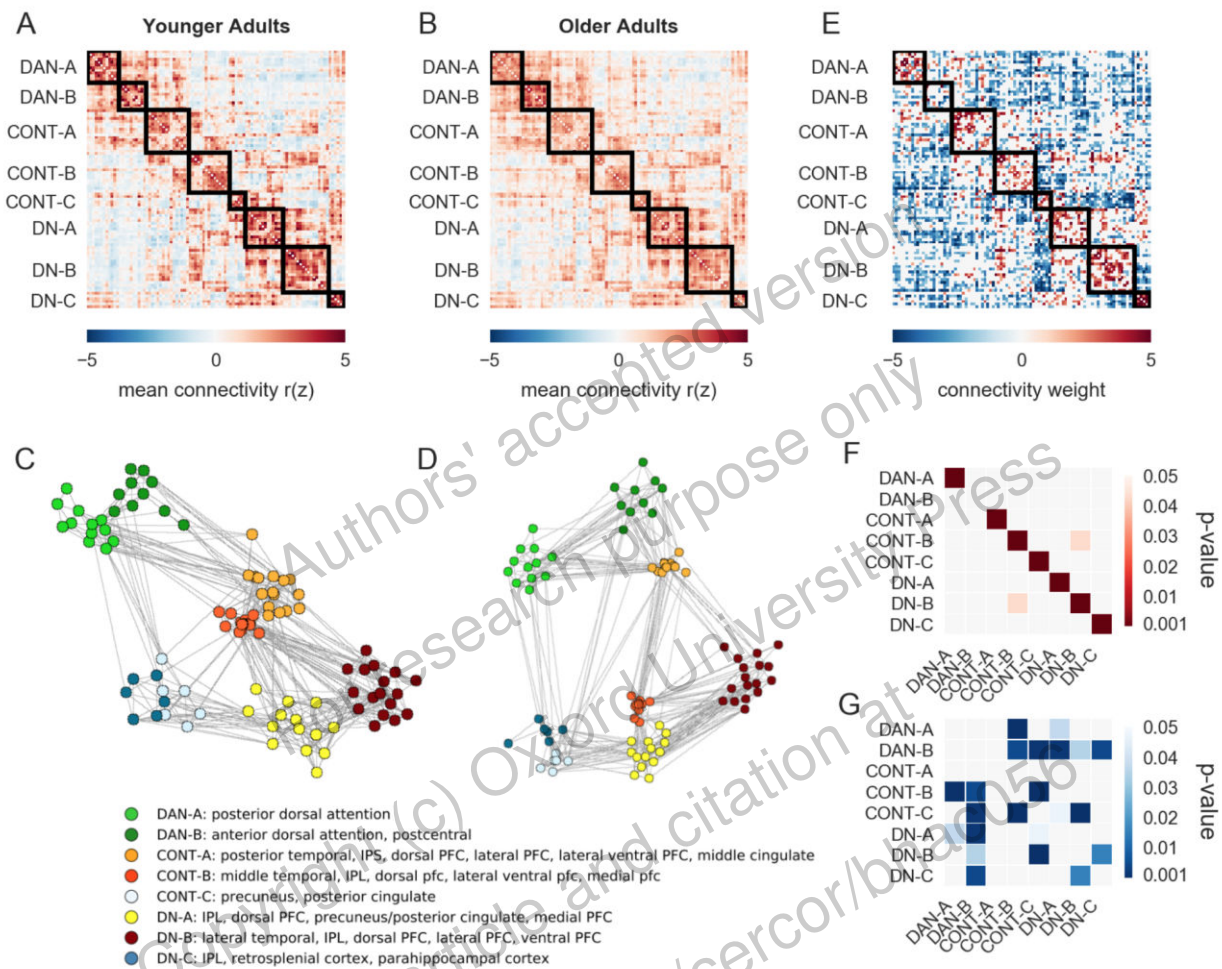 A
Younger Adults
B
Older Adults
E
DAN-A
DAN-B
CONT-A
CONT-B
CONT-C
DN-A
DN-B
DN-C
DAN-A
DAN-B
CONT-A
CONT-B
CONT-C
DN-A
DN-B
DN-C
DAN-A
DAN-B
CONT-A
CONT-B
CONT-C
DN-A
DN-B
DN-C
−5 0 5
mean connectivity r(z)
−5 0 5
mean connectivity r(z)
−5 0 5
connectivity weight
C
D
F
DAN-A
DAN-B
CONT-A
CONT-B
CONT-C
DN-A
DN-B
DN-C
DAN-A
DAN-B
CONT-A
CONT-B
CONT-C
DN-A
DN-B
DN-C
0.05
0.04
0.03
0.02
0.01
0.001
p-value
G
DAN-A
DAN-B
CONT-A
CONT-B
CONT-C
DN-A
DN-B
DN-C
DAN-A
DAN-B
CONT-A
CONT-B
CONT-C
DN-A
DN-B
DN-C
0.05
0.04
0.03
0.02
0.01
0.001
p-value
DAN-A: posterior dorsal attention
DAN-B: anterior dorsal attention, postcentral
CONT-A: posterior temporal, IPS, dorsal PFC, lateral PFC, lateral ventral PFC, middle cingulate
CONT-B: middle temporal, IPL, dorsal pfc, lateral ventral pfc, medial pfc
CONT-C: precuneus, posterior cingulate
DN-A: IPL, dorsal PFC, precuneus/posterior cingulate, medial PFC
DN-B: lateral temporal, IPL, dorsal PFC, lateral PFC, ventral PFC
DN-C: IPL, retrosplenial cortex, parahippocampal cortex
Authors' accepted version
research purpose only
Copyright (c) Oxford University Press
article and citation at
/cercor/bhac056